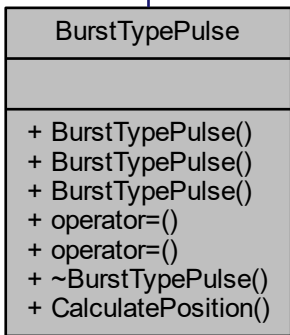 BurstTypePulse
+ BurstTypePulse()
+ BurstTypePulse()
+ BurstTypePulse()
+ operator=()
+ operator=()
+ ~BurstTypePulse()
+ CalculatePosition()